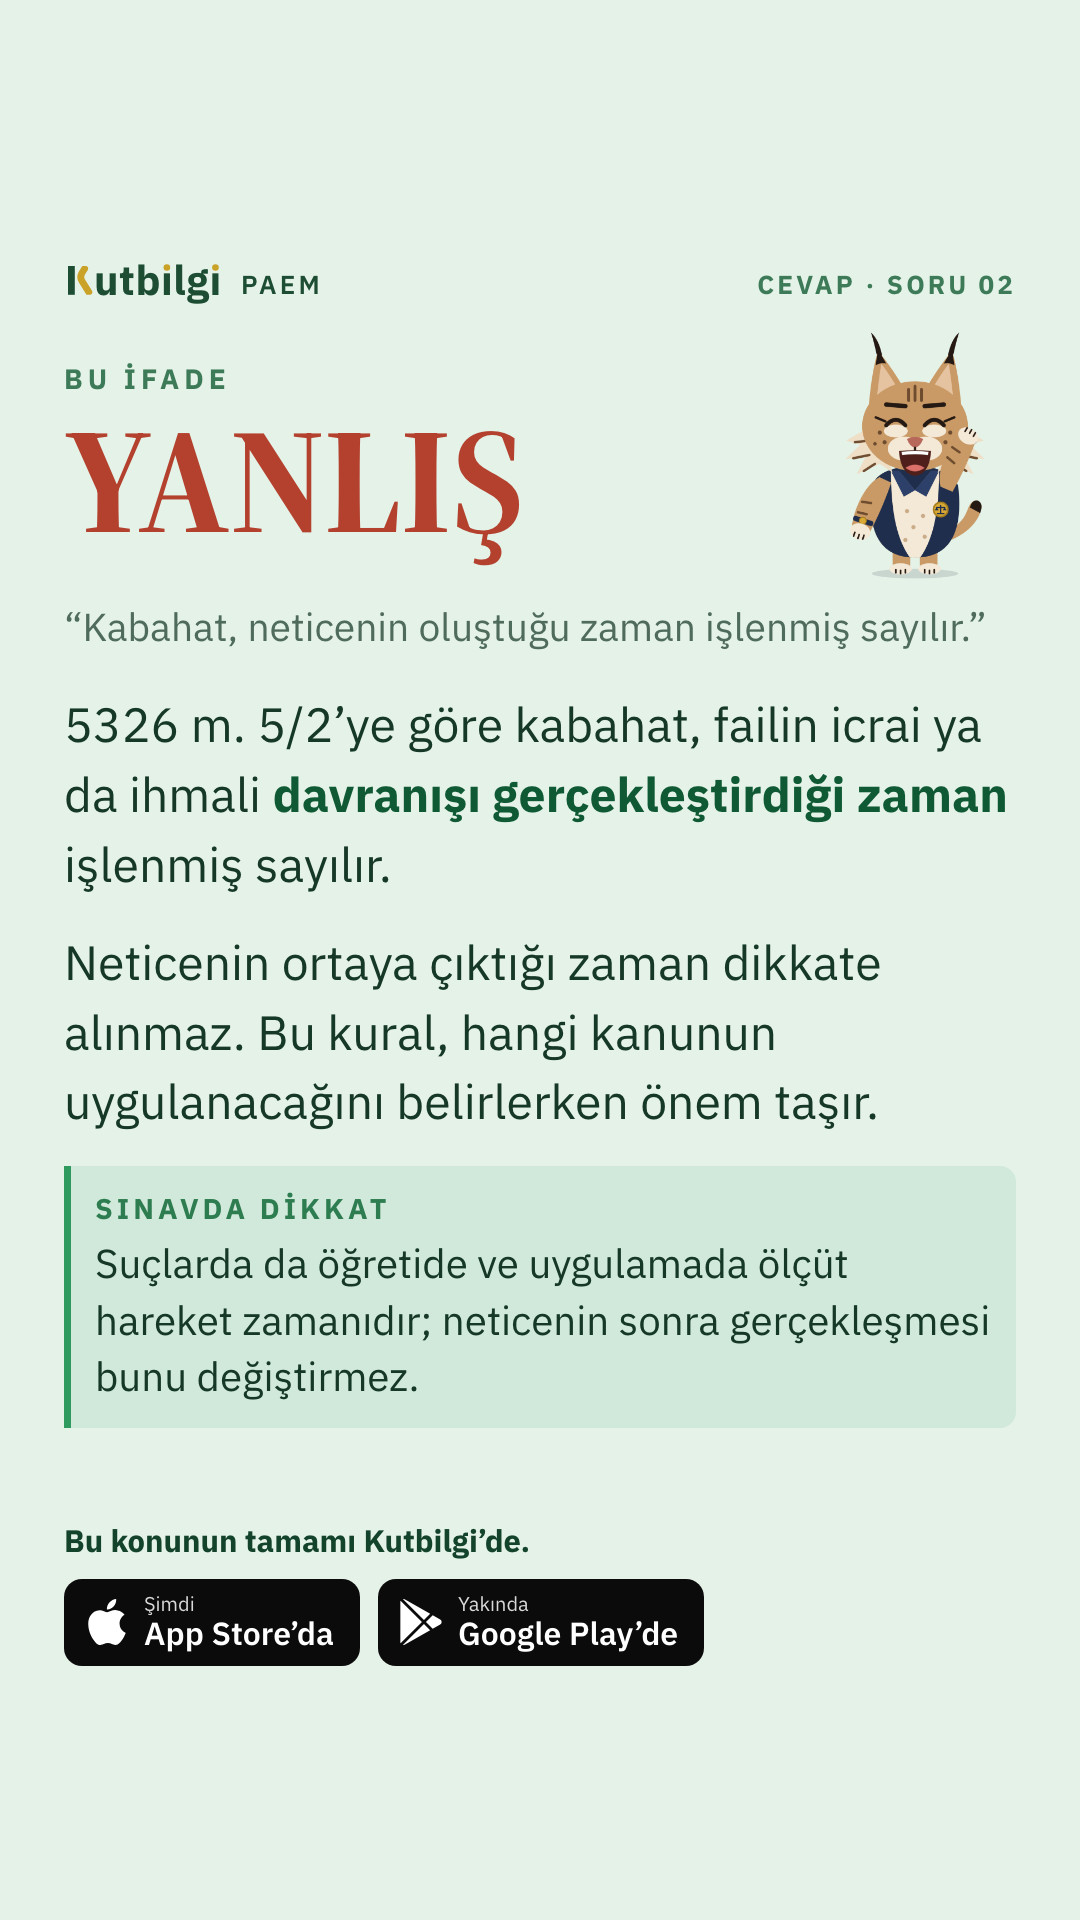 Kutbilgi PAEM
CEVAP · SORU 02
BU İFADE
YANLIŞ
“Kabahat, neticenin oluştuğu zaman işlenmiş sayılır.”
5326 m. 5/2’ye göre kabahat, failin icrai ya
da ihmali davranışı gerçekleştirdiği zaman
işlenmiş sayılır.
Neticenin ortaya çıktığı zaman dikkate
alınmaz. Bu kural, hangi kanunun
uygulanacağını belirlerken önem taşır.
SINAVDA DİKKAT
Suçlarda da öğretide ve uygulamada ölçüt
hareket zamanıdır; neticenin sonra gerçekleşmesi
bunu değiştirmez.
Bu konunun tamamı Kutbilgi’de.
Şimdi
App Store’da
Yakında
Google Play’de